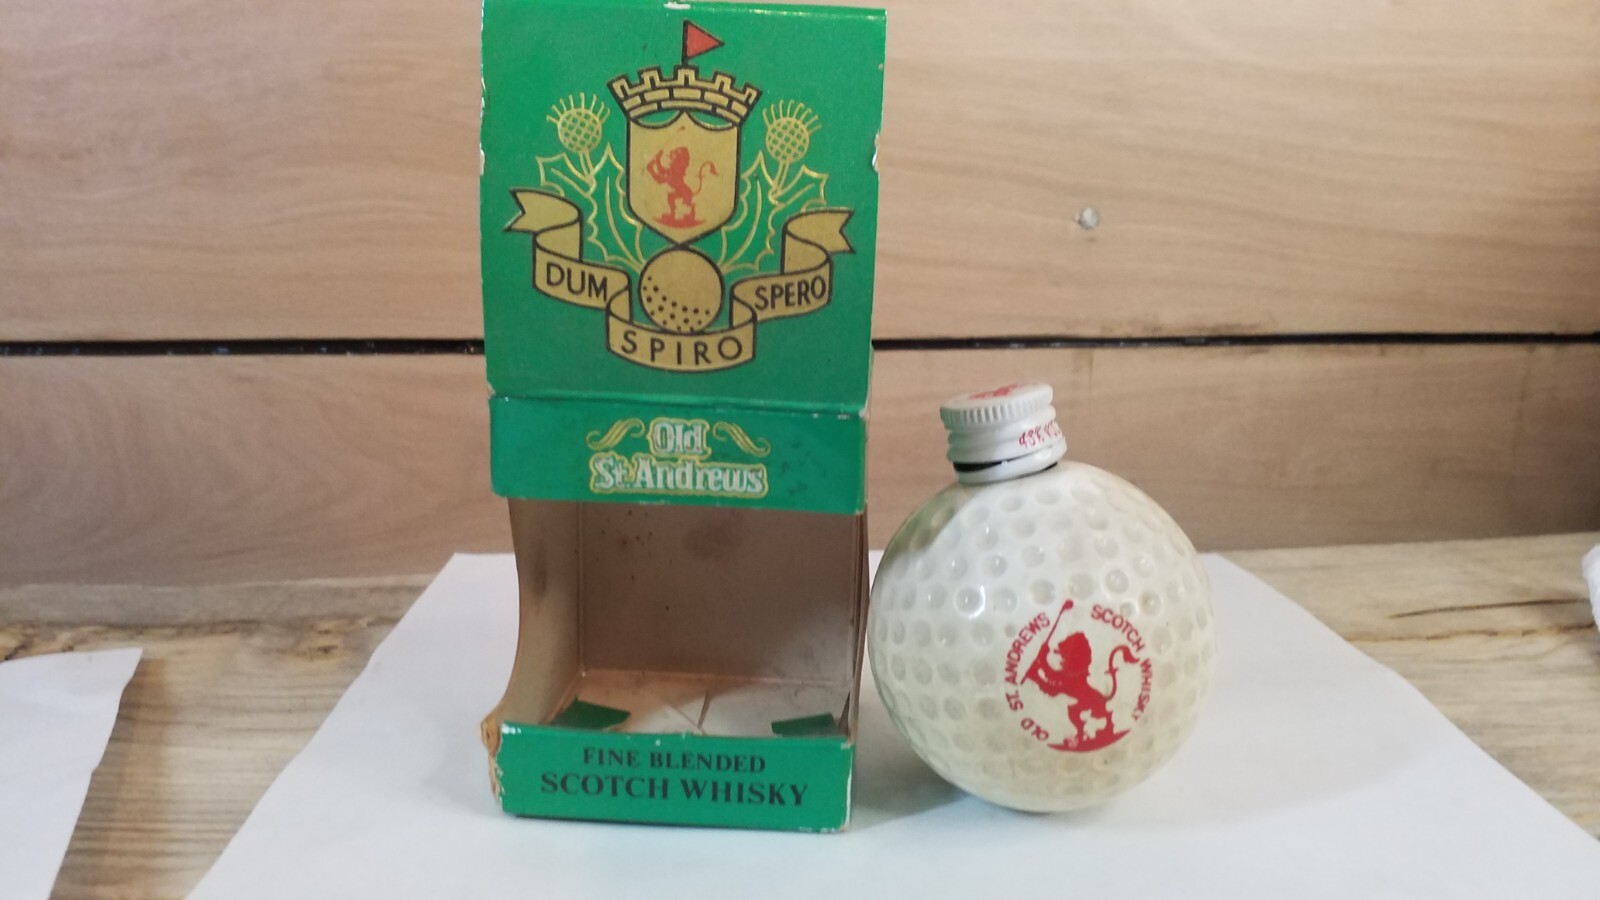 DUM SPIRO SPERO
Old
St. Andrews
FINE BLENDED
SCOTCH WHISKY
OLD ST. ANDREWS SCOTCH WHISKY